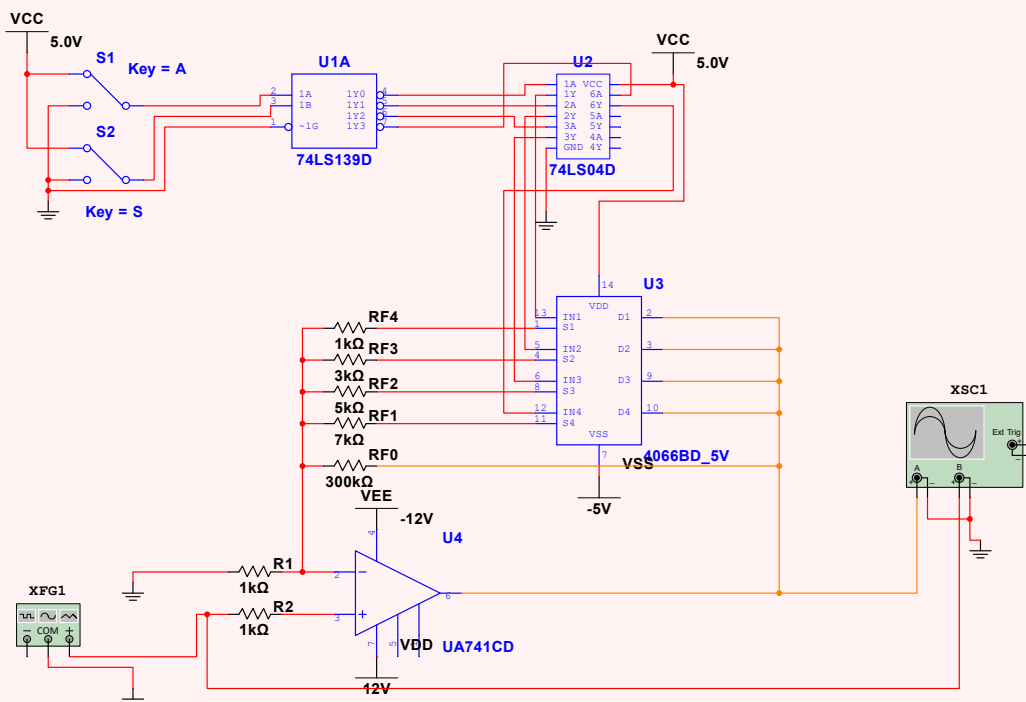 VCC
5.0V
S1
Key = A
S2
Key = S
U1A
2 1A 1Y0 4
3 1B 1Y1 5
1Y2 6
1 ~1G 1Y3 7
74LS139D
U2
1A VCC
1Y 6A
2A 6Y
2Y 5A
3A 5Y
3Y 4A
GND 4Y
74LS04D
VCC
5.0V
U3
14
VDD
13 IN1 D1 2
1 S1
5 IN2 D2 3
4 S2
6 IN3 D3 9
8 S3
12 IN4 D4 10
11 S4
VSS
7
VSS
4066BD_5V
-5V
RF4
1kΩ
RF3
3kΩ
RF2
5kΩ
RF1
7kΩ
RF0
300kΩ
VEE
-12V
U4
4
R1
1kΩ
2
6
R2
1kΩ
3
7
5
VDD
UA741CD
12V
XFG1
COM
XSC1
Ext Trig
A
B